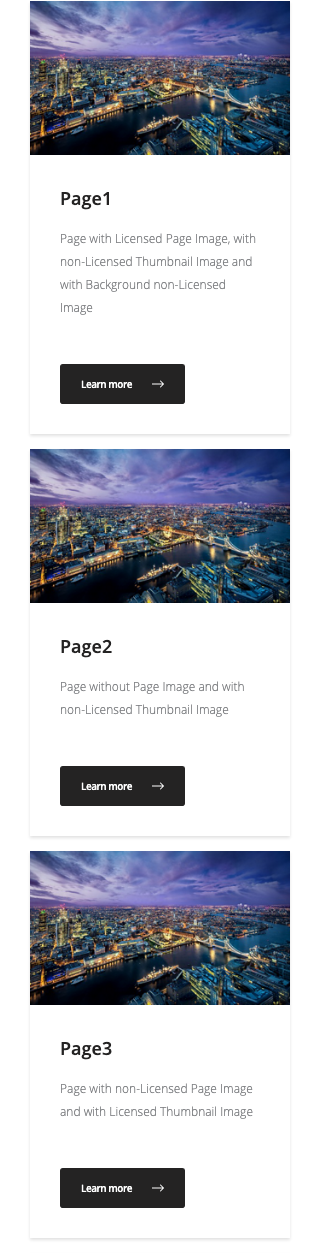 Page1
Page with Licensed Page Image, with
non-Licensed Thumbnail Image and
with Background non-Licensed
Image
Learn more
Page2
Page without Page Image and with
non-Licensed Thumbnail Image
Learn more
Page3
Page with non-Licensed Page Image
and with Licensed Thumbnail Image
Learn more